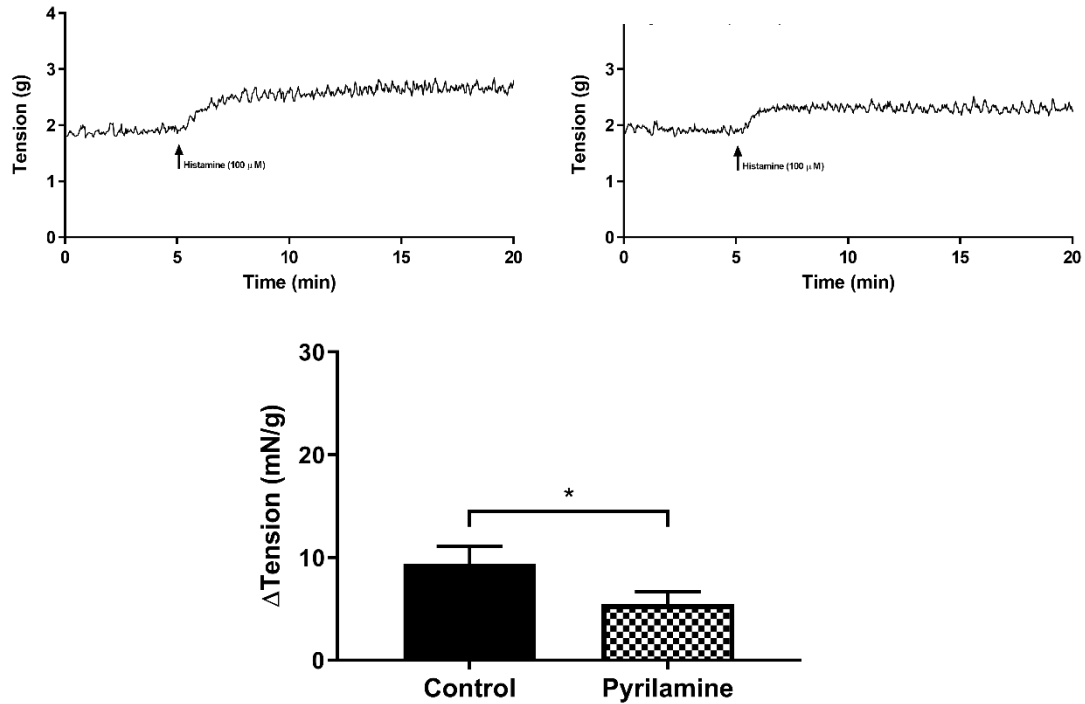 4
3
2
1
0
Tension (g)
Histamine (100 μM)
0 5 10 15 20
Time (min)
3
2
1
0
Tension (g)
Histamine (100 μM)
0 5 10 15 20
Time (min)
30
20
10
0
ΔTension (mN/g)
*
Control Pyrilamine